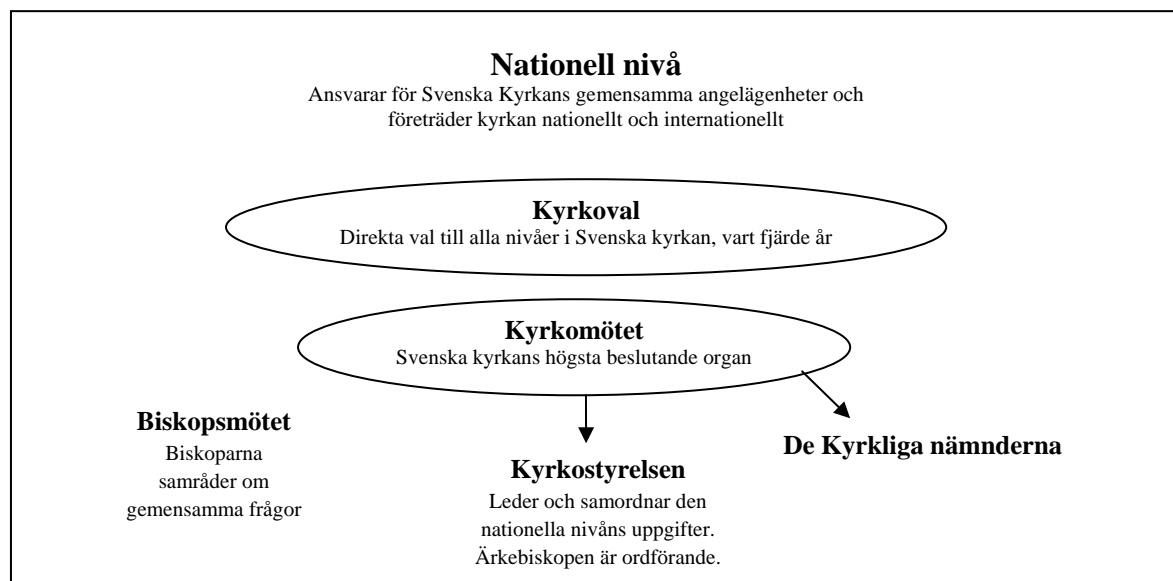 Nationell nivå
Ansvarar för Svenska Kyrkans gemensamma angelägenheter och
företräder kyrkan nationellt och internationellt
Kyrkoval
Direkta val till alla nivåer i Svenska kyrkan, vart fjärde år
Kyrkomötet
Svenska kyrkans högsta beslutande organ
Biskopsmötet
Biskoparna
samråder om
gemensamma frågor
Kyrkostyrelsen
Leder och samordnar den
nationella nivåns uppgifter.
Ärkebiskopen är ordförande.
De Kyrkliga nämnderna